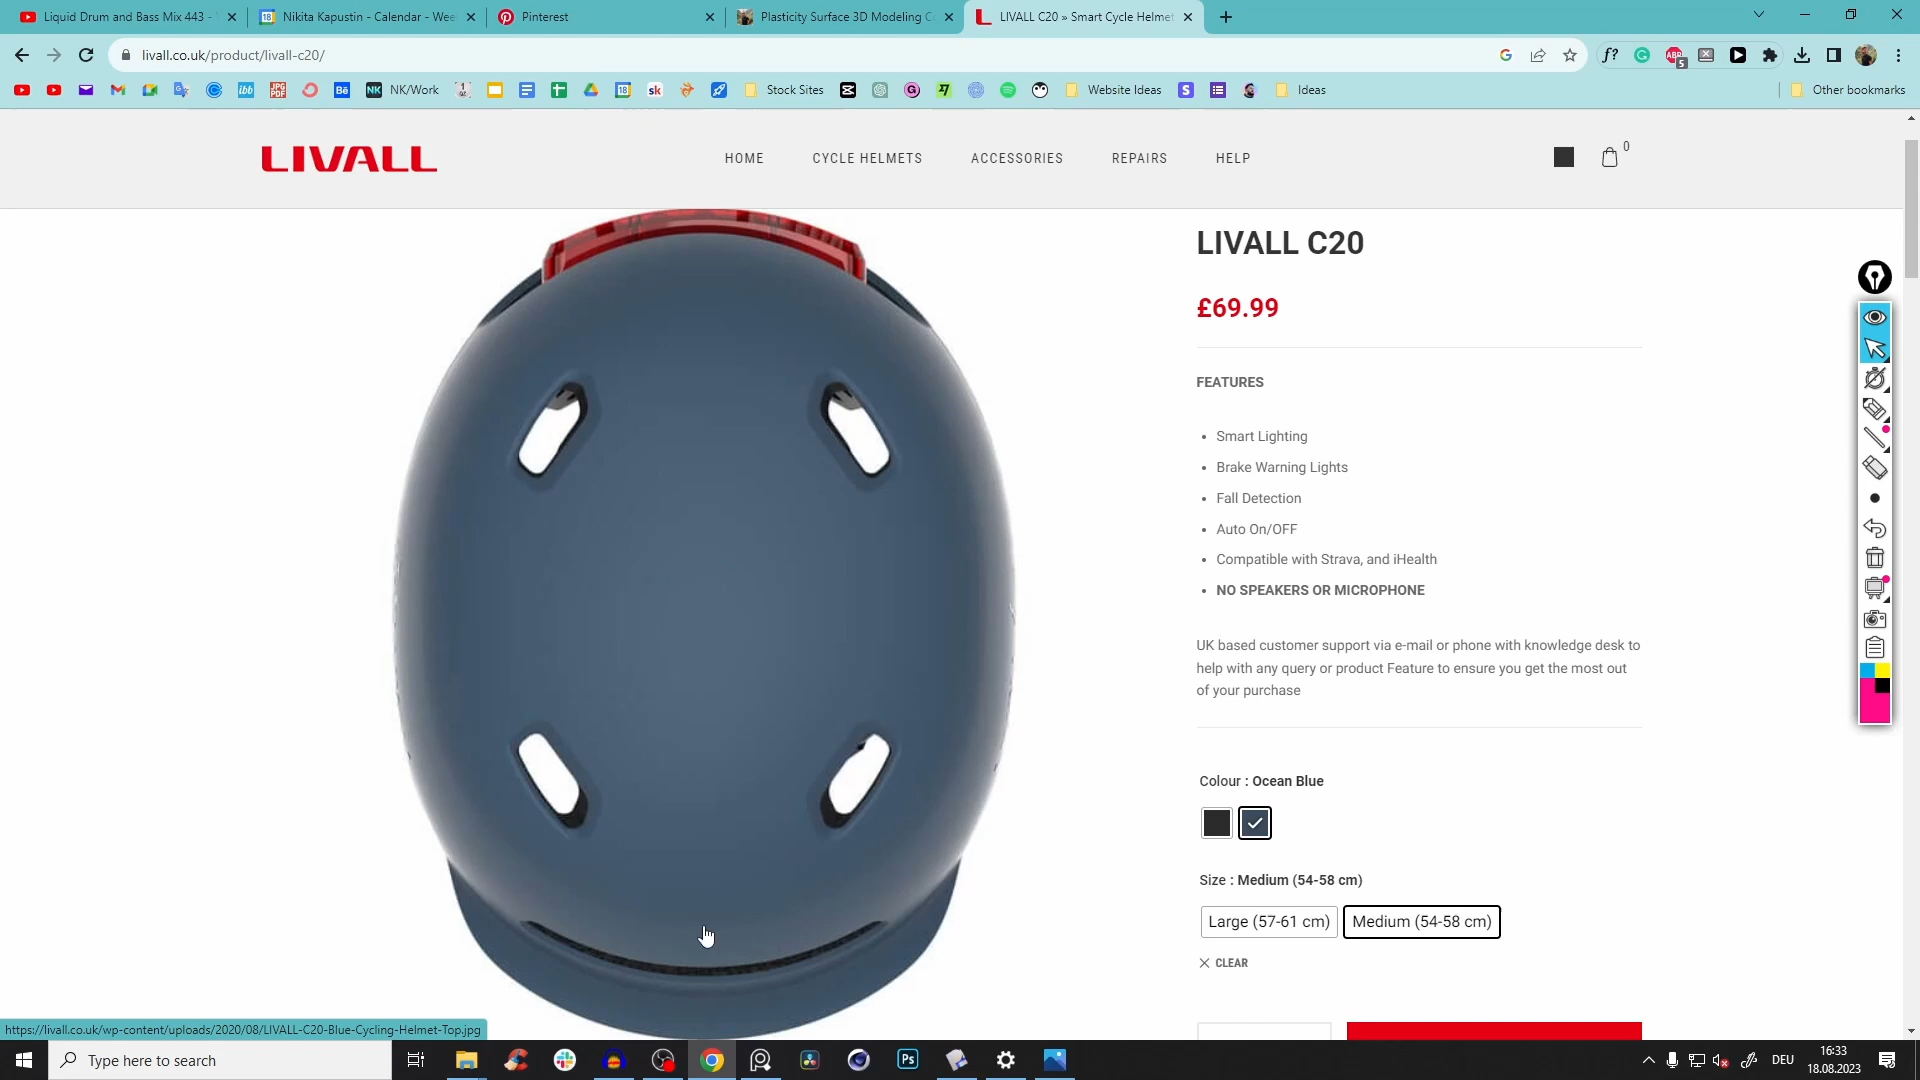 Liquid Drum and Bass Mix 443 -
Nikita Kapustin - Calendar - Wee
Pinterest
Plasticity Surface 3D Modeling C
LIVALL C20 » Smart Cycle Helmet
livall.co.uk/product/livall-c20/
NK/Work
Stock Sites
Website Ideas
Ideas
Other bookmarks
LIVALL
HOME
CYCLE HELMETS
ACCESSORIES
REPAIRS
HELP
0
LIVALL C20
£69.99
FEATURES
Smart Lighting
Brake Warning Lights
Fall Detection
Auto On/OFF
Compatible with Strava, and iHealth
NO SPEAKERS OR MICROPHONE
UK based customer support via e-mail or phone with knowledge desk to
help with any query or product Feature to ensure you get the most out
of your purchase
Colour : Ocean Blue
Size : Medium (54-58 cm)
Large (57-61 cm)
Medium (54-58 cm)
CLEAR
https://livall.co.uk/wp-content/uploads/2020/08/LIVALL-C20-Blue-Cycling-Helmet-Top.jpg
Type here to search
Ps
DEU
16:33
18.08.2023